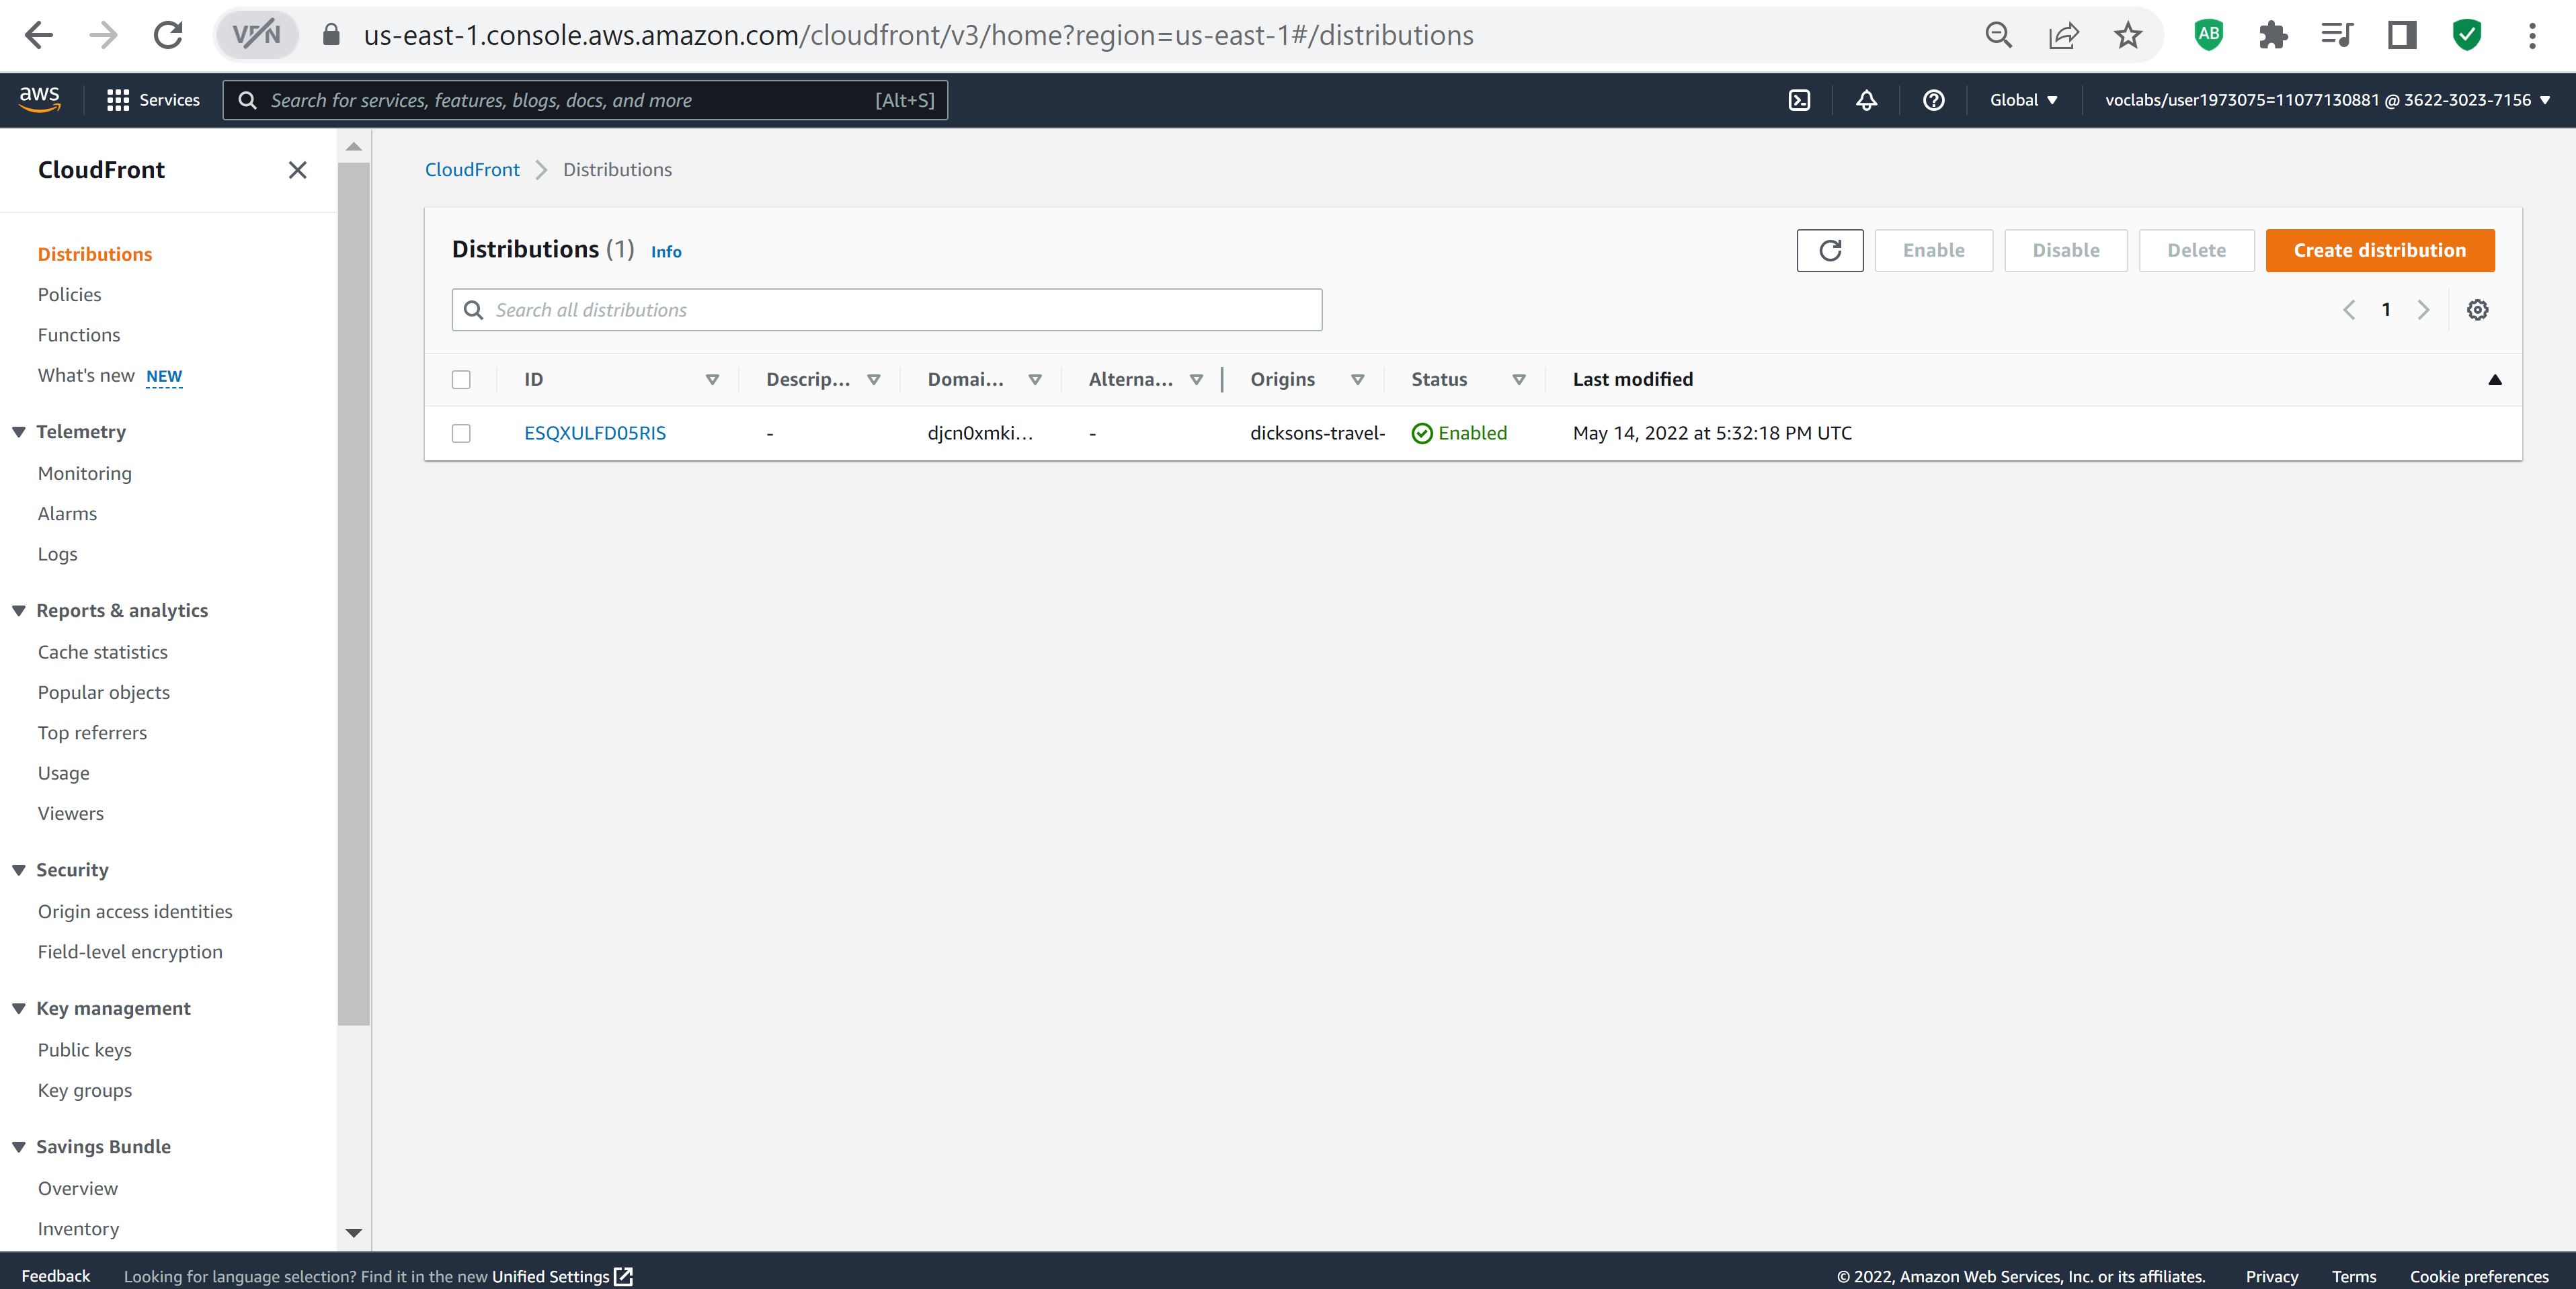 VPN us-east-1.console.aws.amazon.com/cloudfront/v3/home?region=us-east-1#/distributions AB
aws Services Search for services, features, blogs, docs, and more [Alt+S] Global voclabs/user1973075=11077130881 @ 3622-3023-7156
CloudFront
Distributions
Policies
Functions
What's new NEW
Telemetry
Monitoring
Alarms
Logs
Reports & analytics
Cache statistics
Popular objects
Top referrers
Usage
Viewers
Security
Origin access identities
Field-level encryption
Key management
Public keys
Key groups
Savings Bundle
Overview
Inventory
CloudFront Distributions
Distributions (1) Info Enable Disable Delete Create distribution
Search all distributions 1
ID Descrip... Domai... Alterna... Origins Status Last modified
ESQXULFD05RIS - djcn0xmki... - dicksons-travel- Enabled May 14, 2022 at 5:32:18 PM UTC
Feedback Looking for language selection? Find it in the new Unified Settings © 2022, Amazon Web Services, Inc. or its affiliates. Privacy Terms Cookie preferences